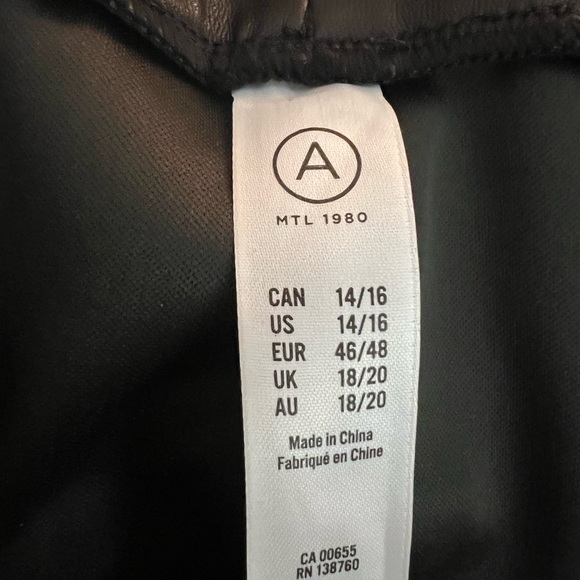 A
MTL 1980
CAN 14/16
US 14/16
EUR 46/48
UK 18/20
AU 18/20
Made in China
Fabriqué en Chine
CA 00655
RN 138760